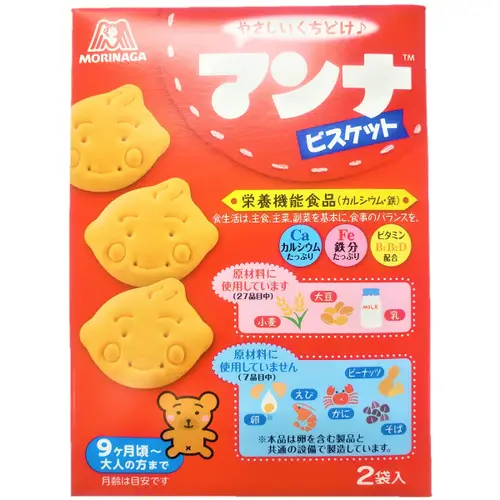 MORINAGA
やさしいくちどけ♪
マンナ™
ビスケット
栄養機能食品(カルシウム・鉄)
食生活は、主食、主菜、副菜を基本に、食事のバランスを。
Ca
カルシウム
たっぷり
Fe
鉄分
たっぷり
ビタミン
B₁B₂D
配合
原材料に
使用しています
(27品目中)
小麦
大豆
MILK
乳
原材料に
使用していません
(7品目中)
卵
えび
かに
ピーナッツ
そば
※本品は卵を含む製品と
共通の設備で製造しています。
9ヶ月頃〜
大人の方まで
月齢は目安です
2袋入